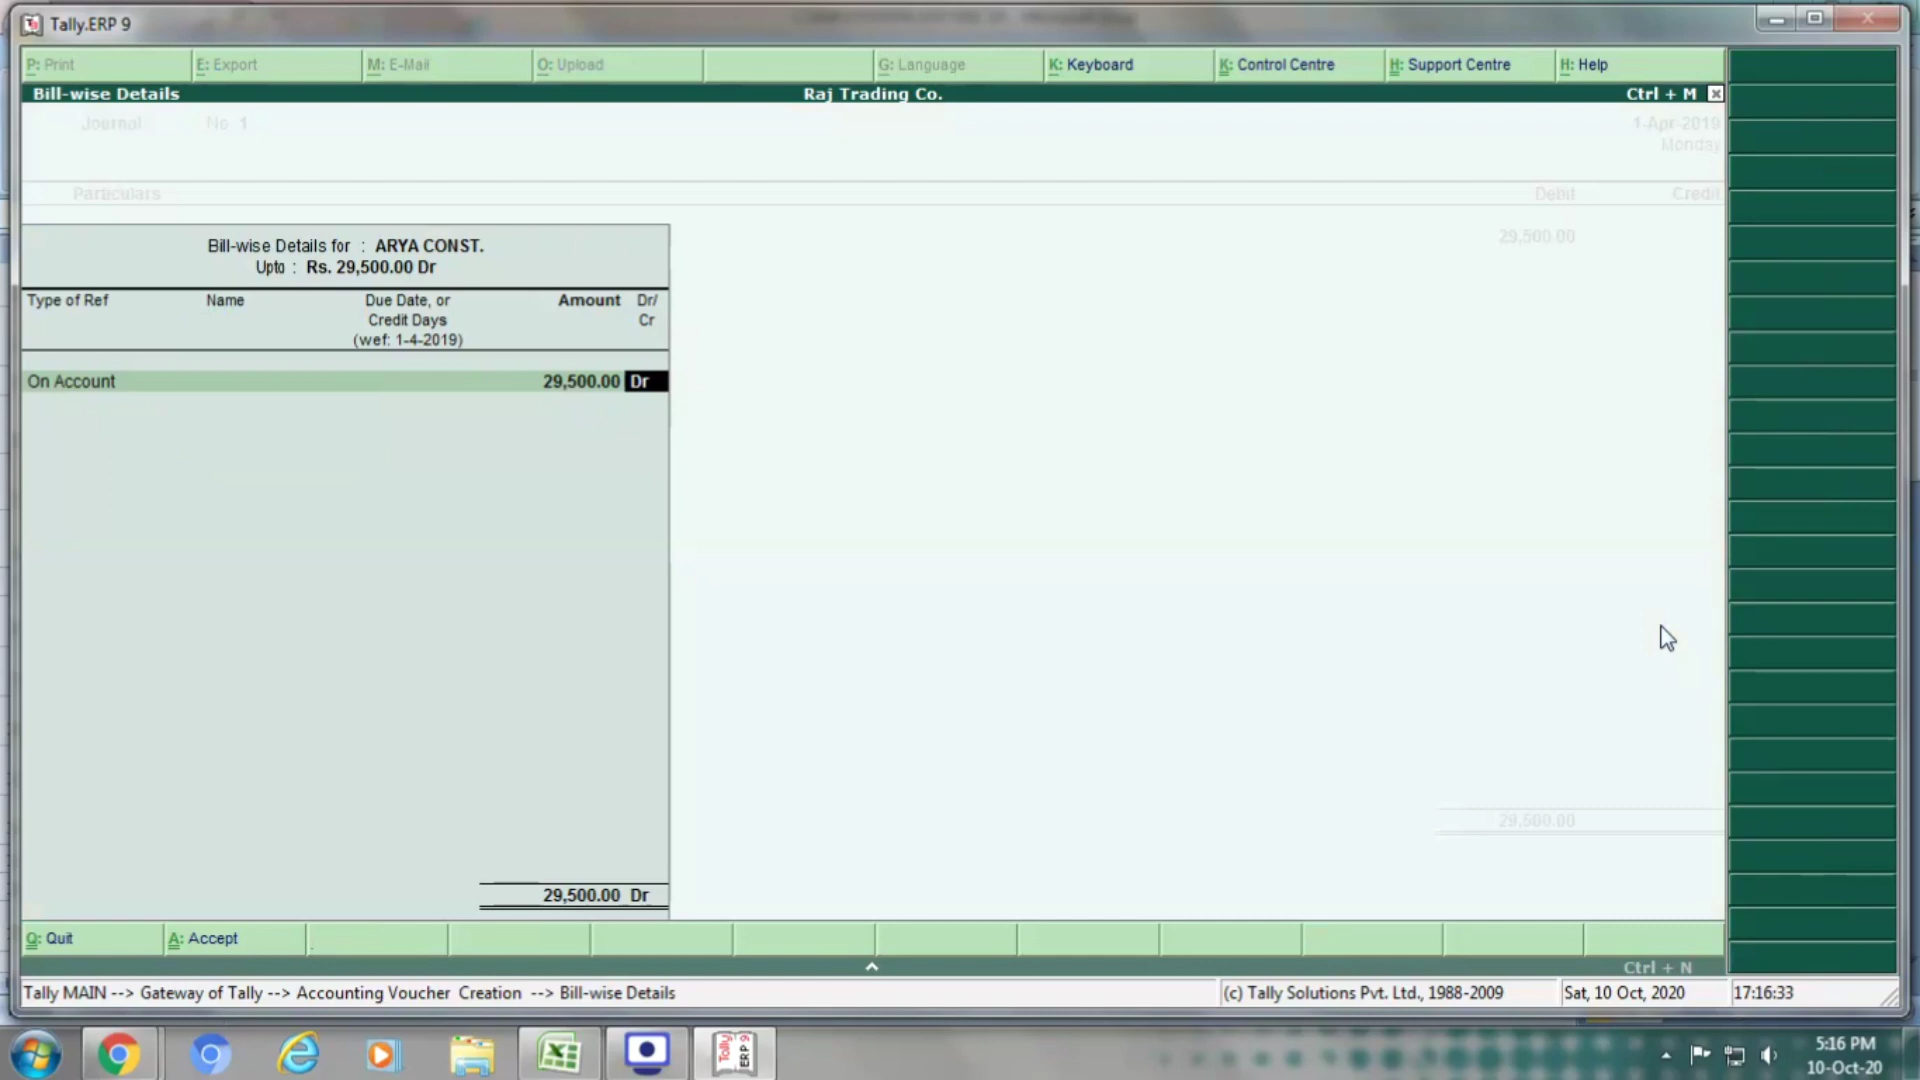 Tally.ERP 9
P: Print
E: Export
M: E-Mail
O: Upload
G: Language
K: Keyboard
K: Control Centre
H: Support Centre
H: Help
Bill-wise Details
Raj Trading Co.
Ctrl + M
Journal No. 1
1-Apr-2019
Monday
Particulars
Debit
Credit
29,500.00
Bill-wise Details for : ARYA CONST.
Upto : Rs. 29,500.00 Dr
Type of Ref
Name
Due Date, or
Credit Days
(wef: 1-4-2019)
Amount
Dr/
Cr
On Account 29,500.00 Dr
29,500.00
29,500.00 Dr
Q: Quit
A: Accept
Ctrl + N
Tally MAIN --> Gateway of Tally --> Accounting Voucher Creation --> Bill-wise Details
(c) Tally Solutions Pvt. Ltd., 1988-2009
Sat, 10 Oct, 2020
17:16:33
Tally
ERP 9
5:16 PM
10-Oct-20